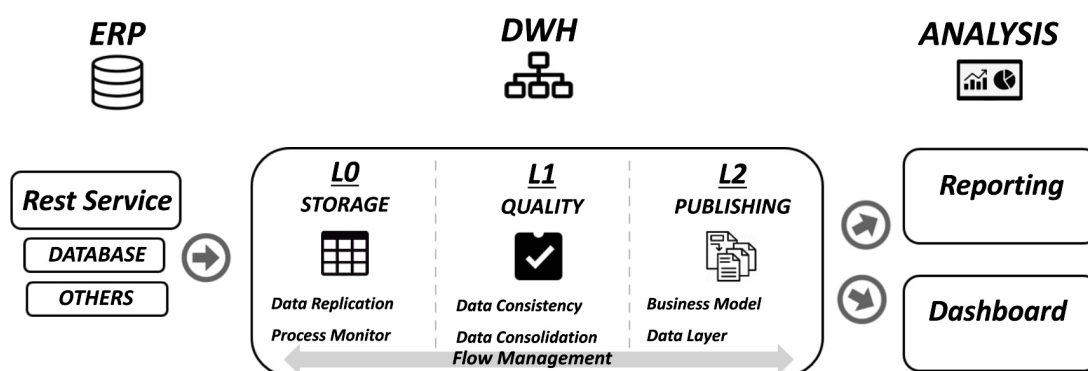 ERP
DWH
ANALYSIS
Rest Service
DATABASE
OTHERS
L0
STORAGE
Data Replication
Process Monitor
L1
QUALITY
Data Consistency
Data Consolidation
L2
PUBLISHING
Business Model
Data Layer
Flow Management
Reporting
Dashboard